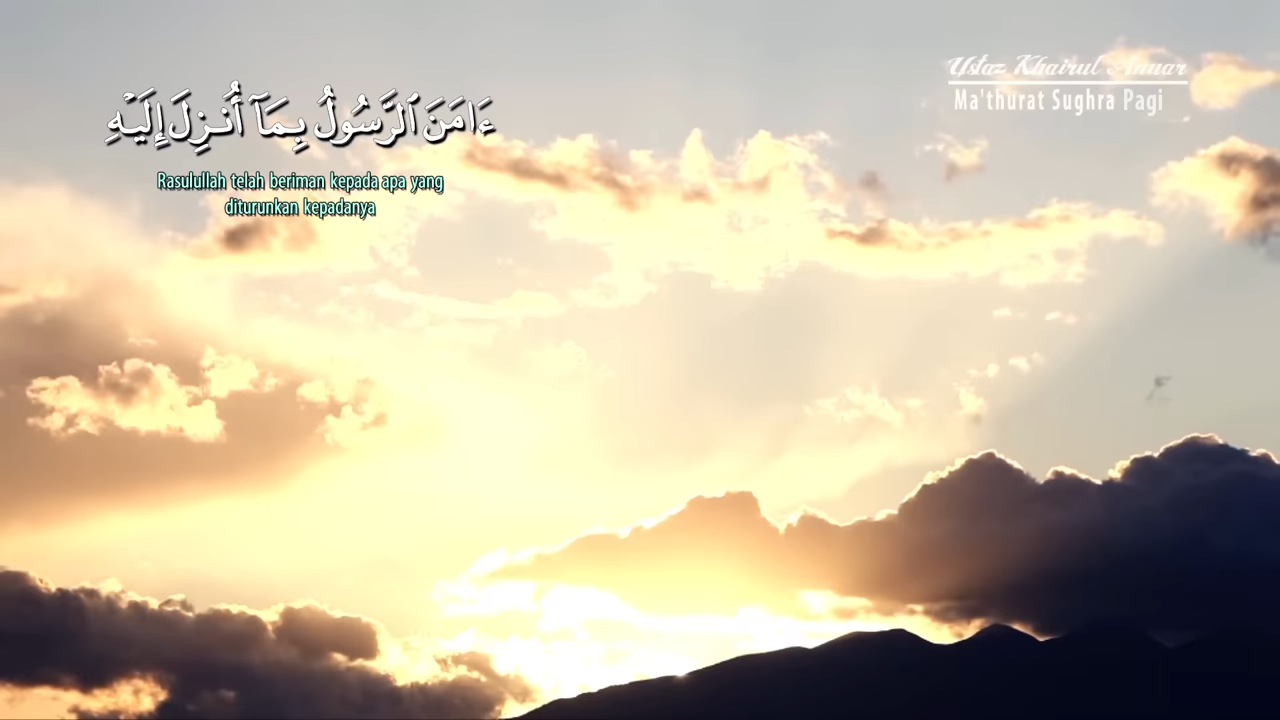 ءَامَنَ ٱلرَّسُولُ بِمَآ أُنزِلَ إِلَيْهِ
Rasulullah telah beriman kepada apa yang
diturunkan kepadanya
Ustaz Khairul Anuar
Ma'thurat Sughra Pagi